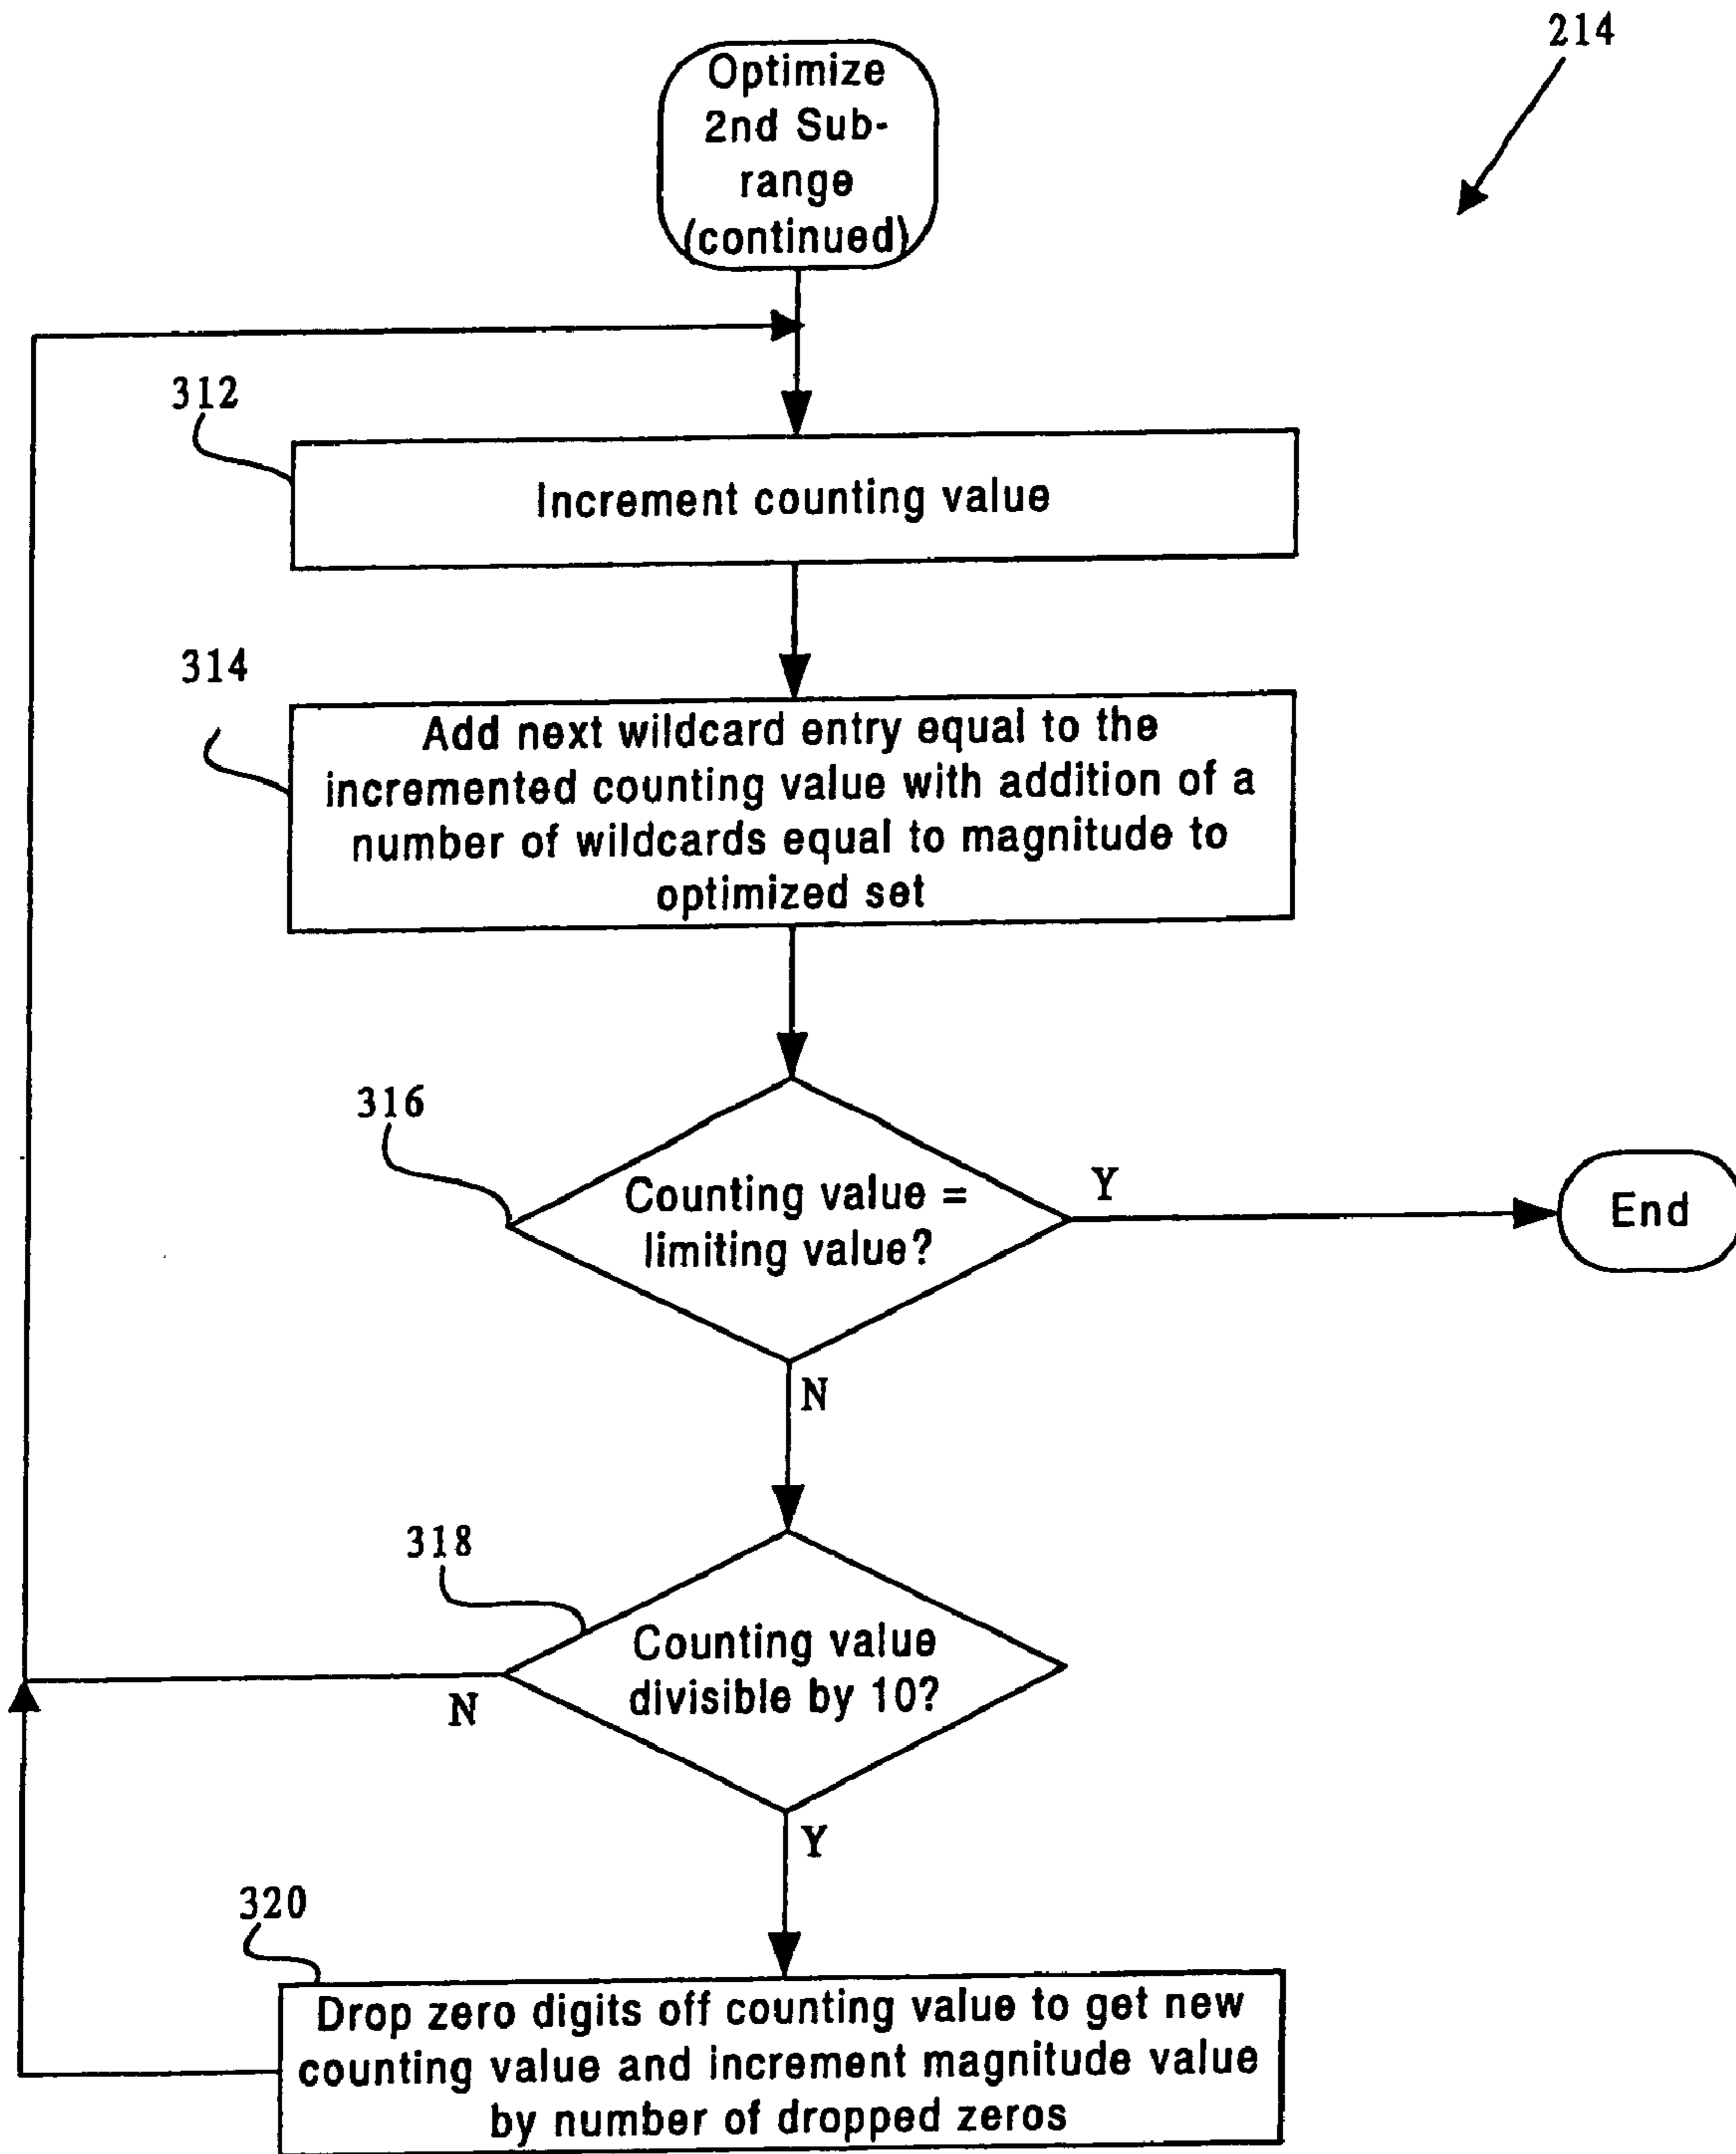 214
Optimize
2nd Sub-
range
(continued)
312
Increment counting value
314
Add next wildcard entry equal to the
incremented counting value with addition of a
number of wildcards equal to magnitude to
optimized set
316
Counting value =
limiting value?
Y
End
N
318
Counting value
divisible by 10?
N
Y
320
Drop zero digits off counting value to get new
counting value and increment magnitude value
by number of dropped zeros